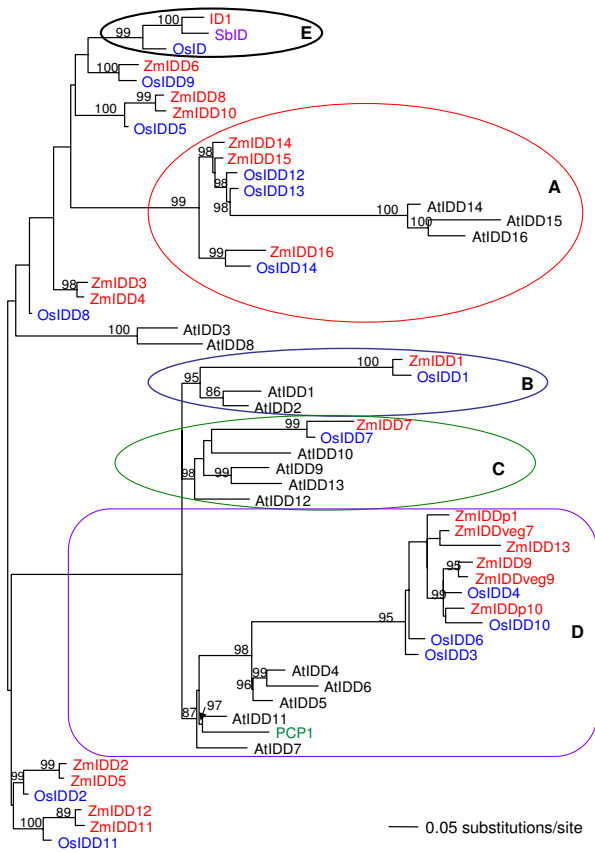 ID1
100
SbID
99
E
OsID
ZmIDD6
100
OsIDD9
ZmIDD8
99
ZmIDD10
100
OsIDD5
ZmIDD14
98
ZmIDD15
OsIDD12
98
OsIDD13
A
99
98
100
AtIDD14
100
AtIDD15
AtIDD16
99
ZmIDD16
OsIDD14
98
ZmIDD3
ZmIDD4
OsIDD8
AtIDD3
100
AtIDD8
ZmIDD1
100
OsIDD1
95
B
86
AtIDD1
AtIDD2
ZmIDD7
99
OsIDD7
AtIDD10
AtIDD9
98
99
C
AtIDD13
AtIDD12
ZmIDDp1
ZmIDDveg7
ZmIDD13
ZmIDD9
95
ZmIDDveg9
99
OsIDD4
ZmIDDp10
95
OsIDD10
D
OsIDD6
98
OsIDD3
99
AtIDD4
96
AtIDD6
AtIDD5
97
87
AtIDD11
PCP1
AtIDD7
ZmIDD2
99
99
ZmIDD5
OsIDD2
ZmIDD12
89
100
ZmIDD11
OsIDD11
0.05 substitutions/site